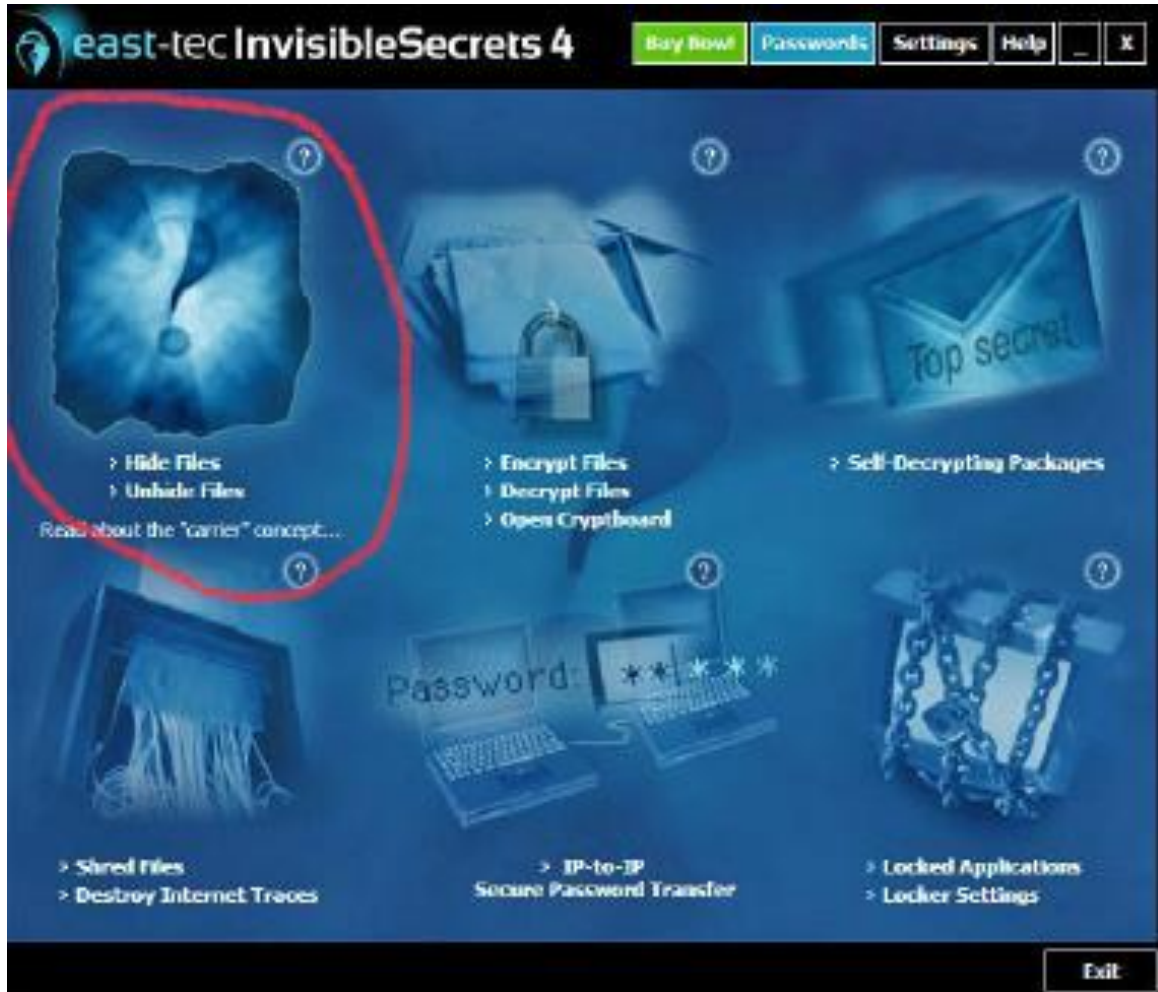 east-tec InvisibleSecrets 4
Buy Now! Passwords Settings Help _ X
?
?
?
Top secret
> Hide Files
> Unhide Files
Read about the "carrier" concept...
> Encrypt Files
> Decrypt Files
> Open Cryptboard
> Self-Decrypting Packages
?
?
?
Password: ** ***
> Shred Files
> Destroy Internet Traces
> IP-to-IP
Secure Password Transfer
> Locked Applications
> Locker Settings
Exit